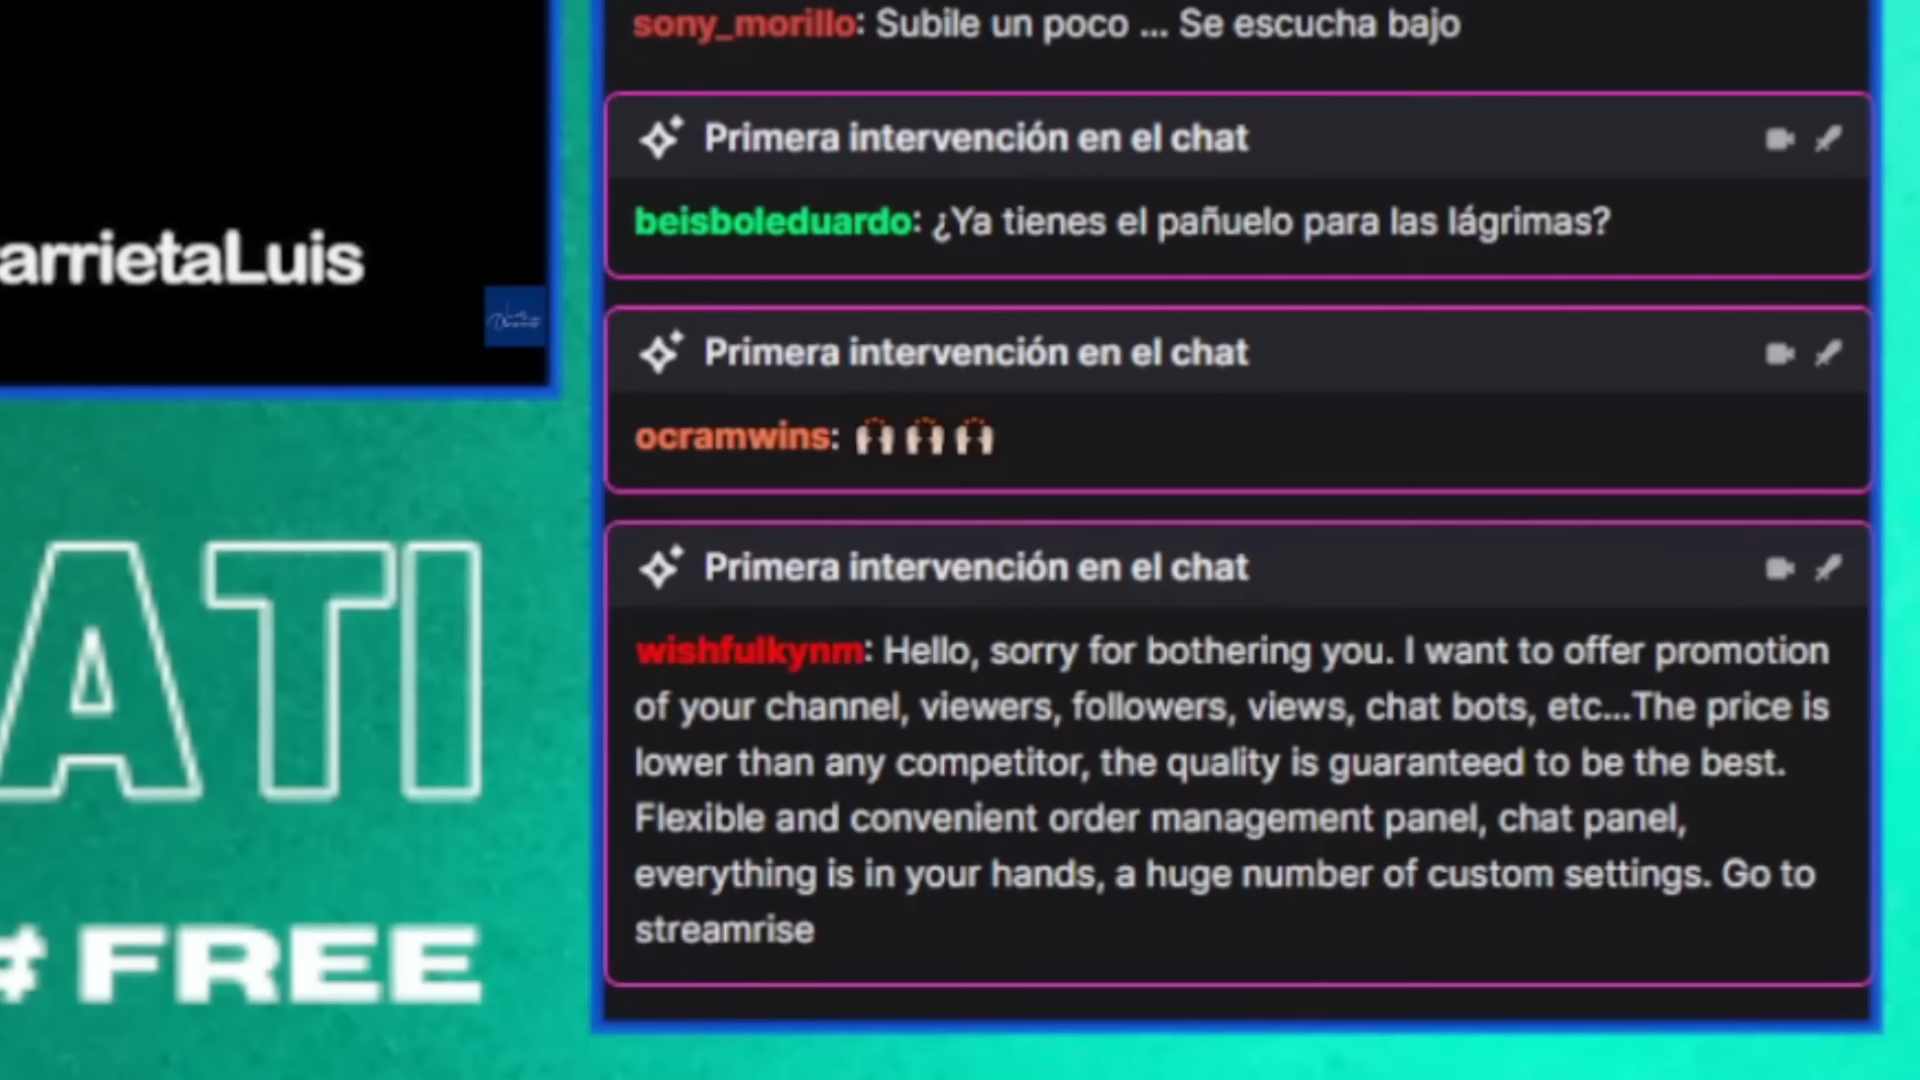 sony_morillo: Subile un poco ... Se escucha bajo
Primera intervención en el chat
beisboleduardo: ¿Ya tienes el pañuelo para las lágrimas?
Primera intervención en el chat
ocramwins: 🙌🏻🙌🏻🙌🏻
Primera intervención en el chat
wishfulkynm: Hello, sorry for bothering you. I want to offer promotion
of your channel, viewers, followers, views, chat bots, etc...The price is
lower than any competitor, the quality is guaranteed to be the best.
Flexible and convenient order management panel, chat panel,
everything is in your hands, a huge number of custom settings. Go to
streamrise
arrietaLuis
ATI
# FREE